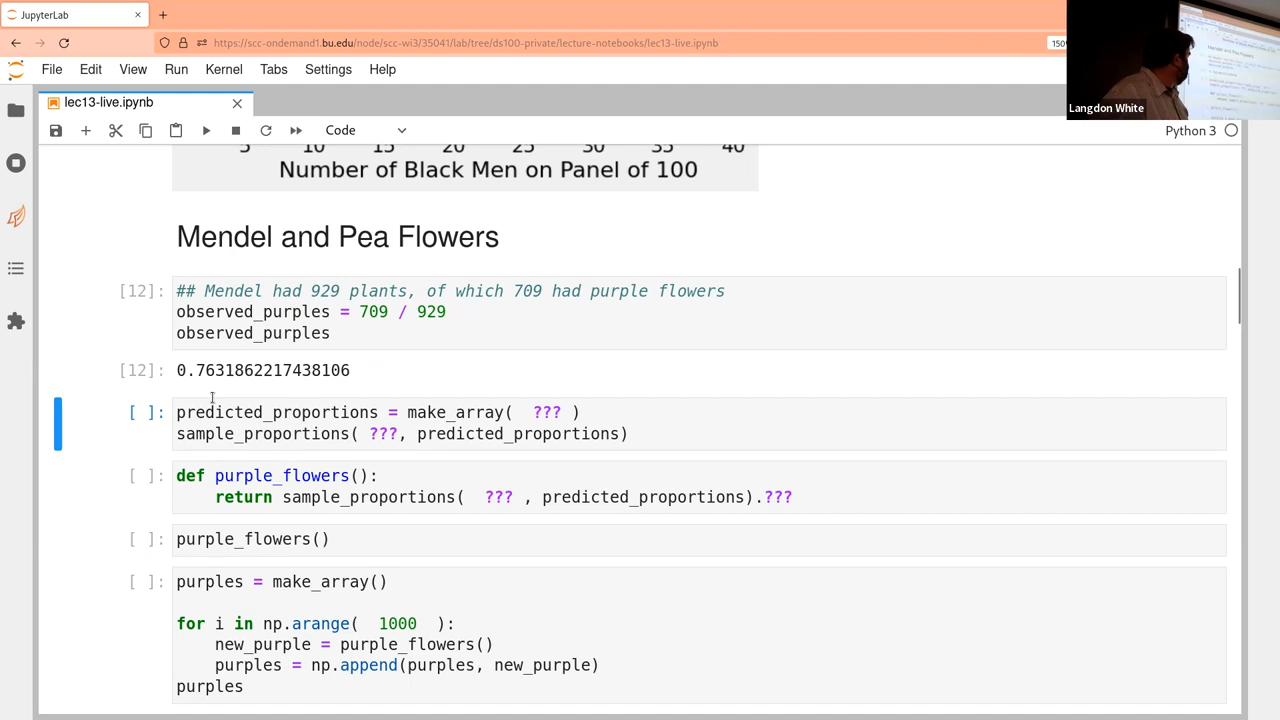 JupyterLab
https://scc-ondemand1.bu.edu/node/scc-wi3/35041/lab/tree/ds100-private/lecture-notebooks/lec13-live.ipynb
150%
Langdon White
File Edit View Run Kernel Tabs Settings Help
lec13-live.ipynb
Code
Python 3
5 10 15 20 25 30 35 40
Number of Black Men on Panel of 100
Mendel and Pea Flowers
[12]: ## Mendel had 929 plants, of which 709 had purple flowers
observed_purples = 709 / 929
observed_purples
[12]: 0.7631862217438106
[ ]: predicted_proportions = make_array(  ??? )
sample_proportions( ???, predicted_proportions)
[ ]: def purple_flowers():
return sample_proportions(  ??? , predicted_proportions).???
[ ]: purple_flowers()
[ ]: purples = make_array()
for i in np.arange(  1000  ):
new_purple = purple_flowers()
purples = np.append(purples, new_purple)
purples